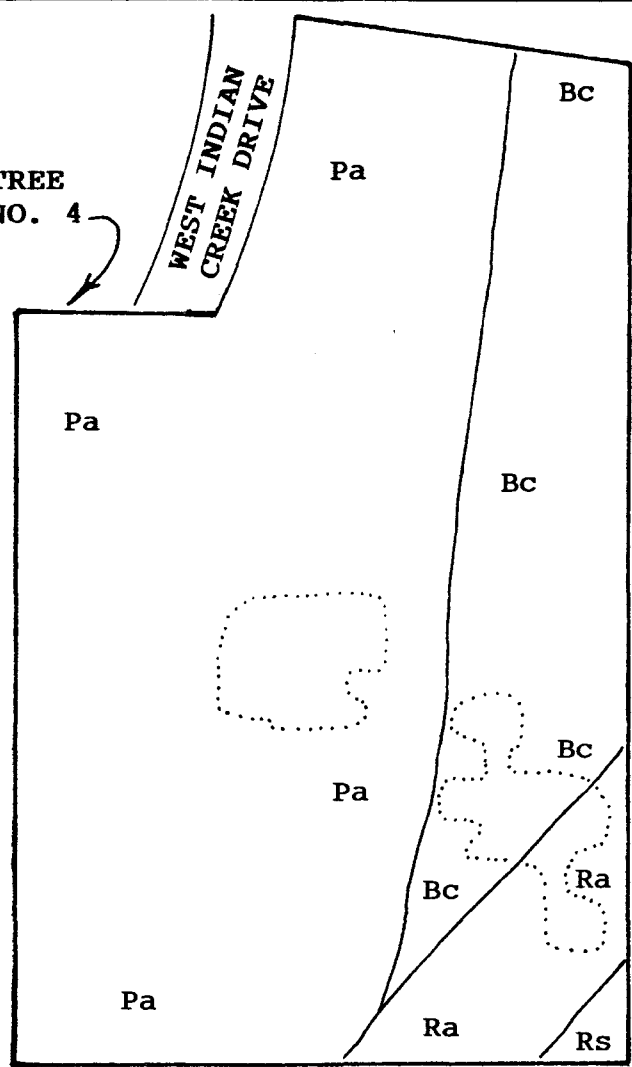 WEST INDIAN
CREEK DRIVE
Bc
Pa
TREE
NO. 4
Pa
Bc
Bc
Pa
Bc
Ra
Pa
Ra
Rs